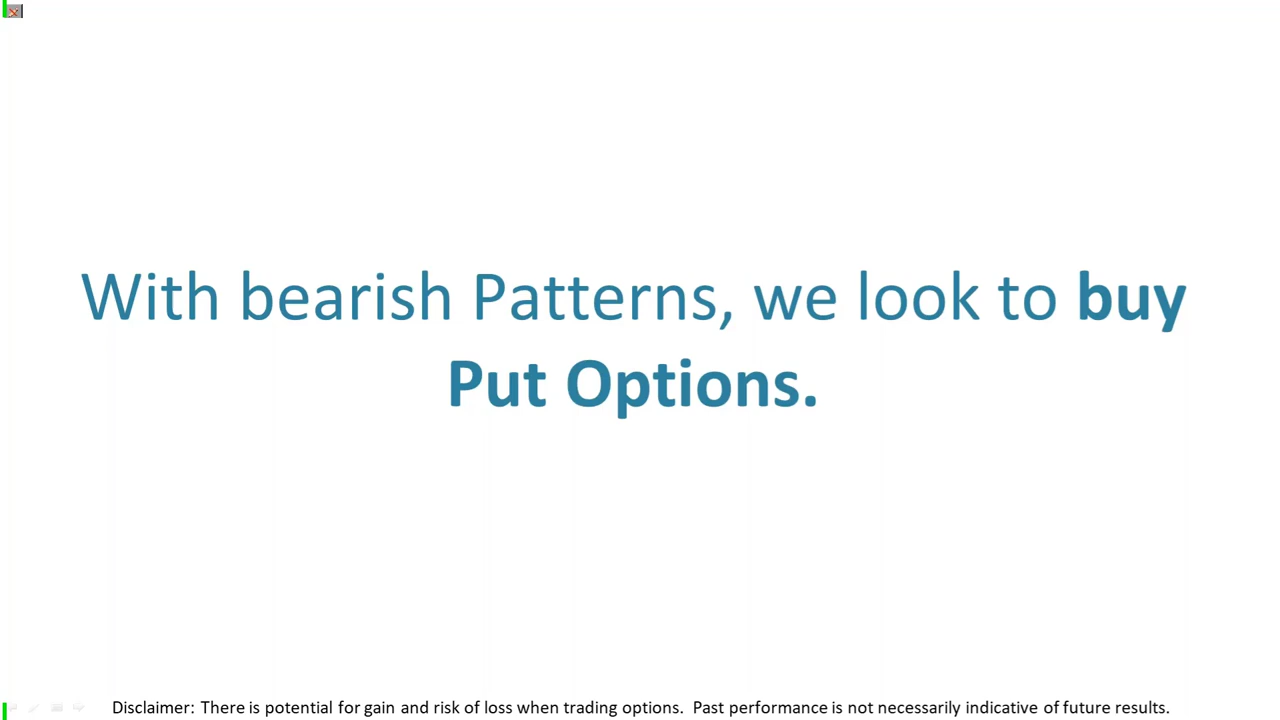 With bearish Patterns, we look to buy
Put Options.
Disclaimer: There is potential for gain and risk of loss when trading options.  Past performance is not necessarily indicative of future results.